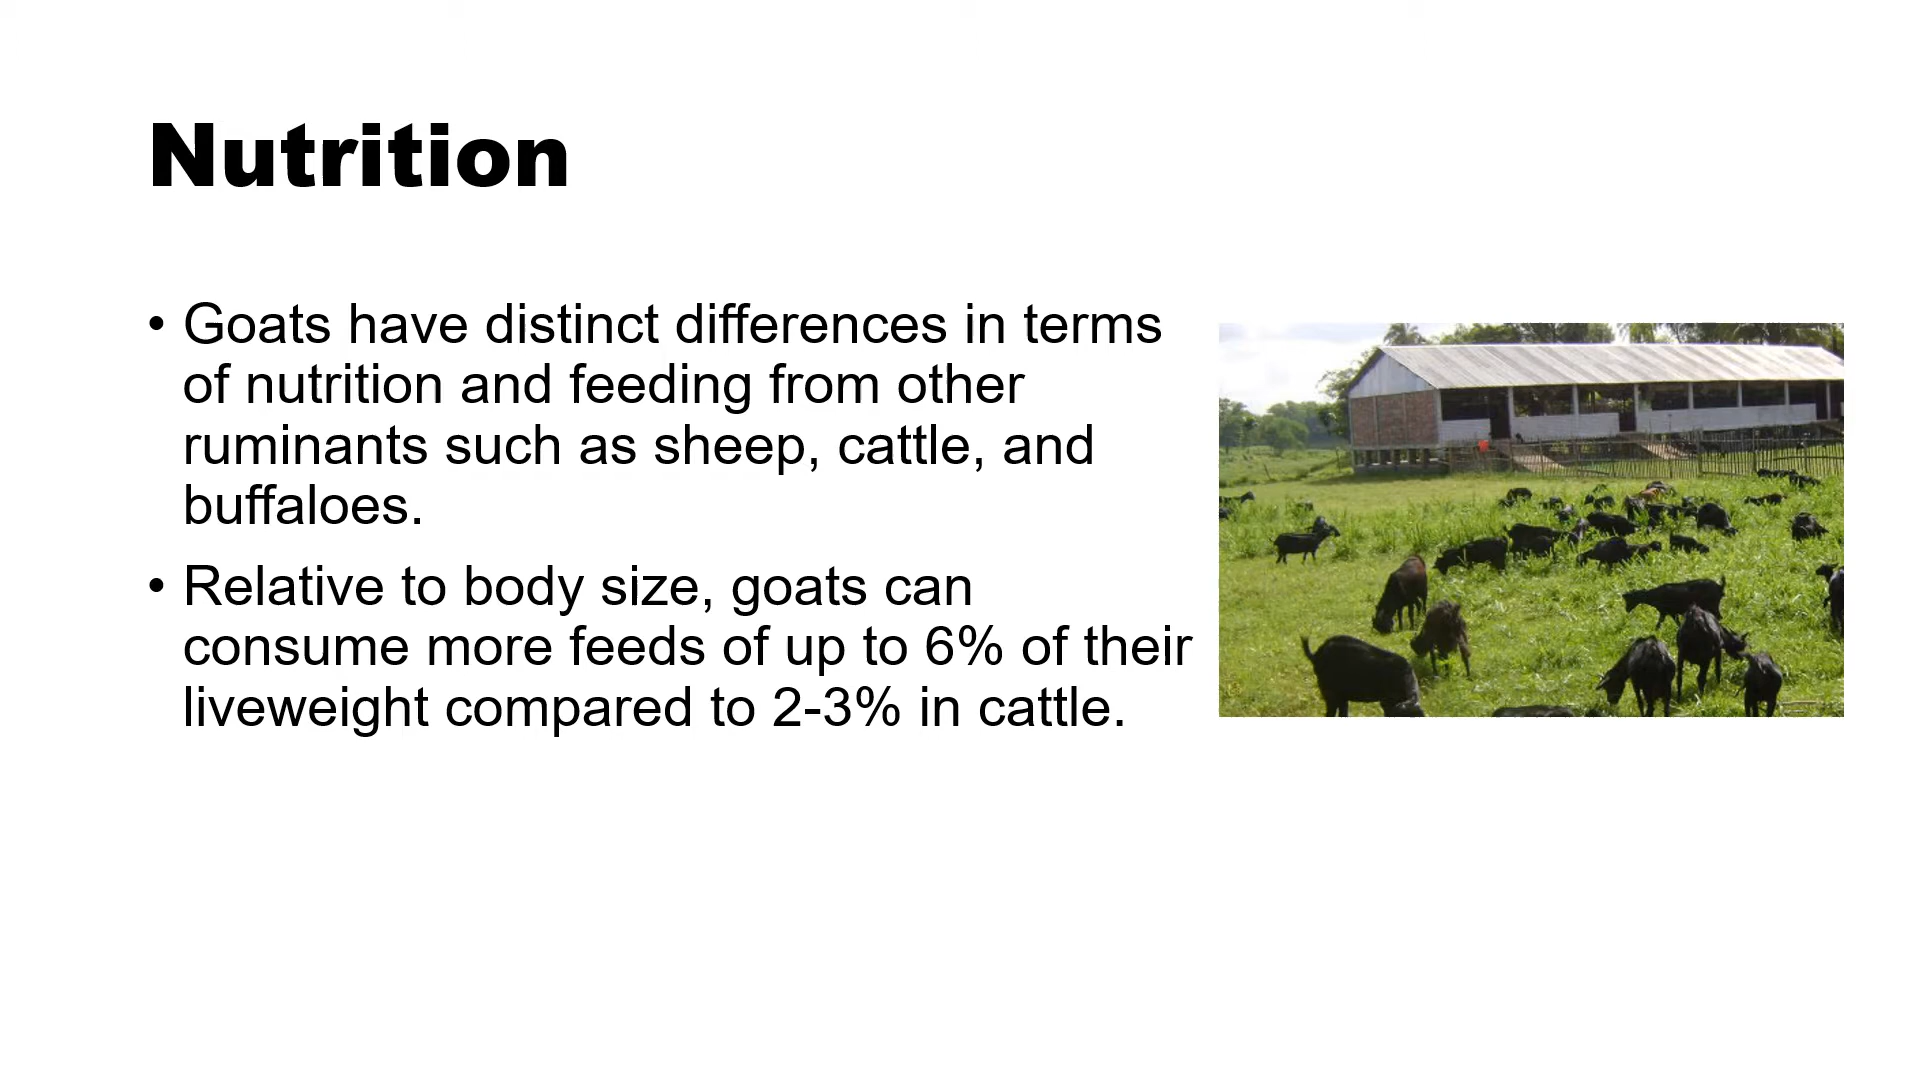 Nutrition
• Goats have distinct differences in terms
of nutrition and feeding from other
ruminants such as sheep, cattle, and
buffaloes.
• Relative to body size, goats can
consume more feeds of up to 6% of their
liveweight compared to 2-3% in cattle.